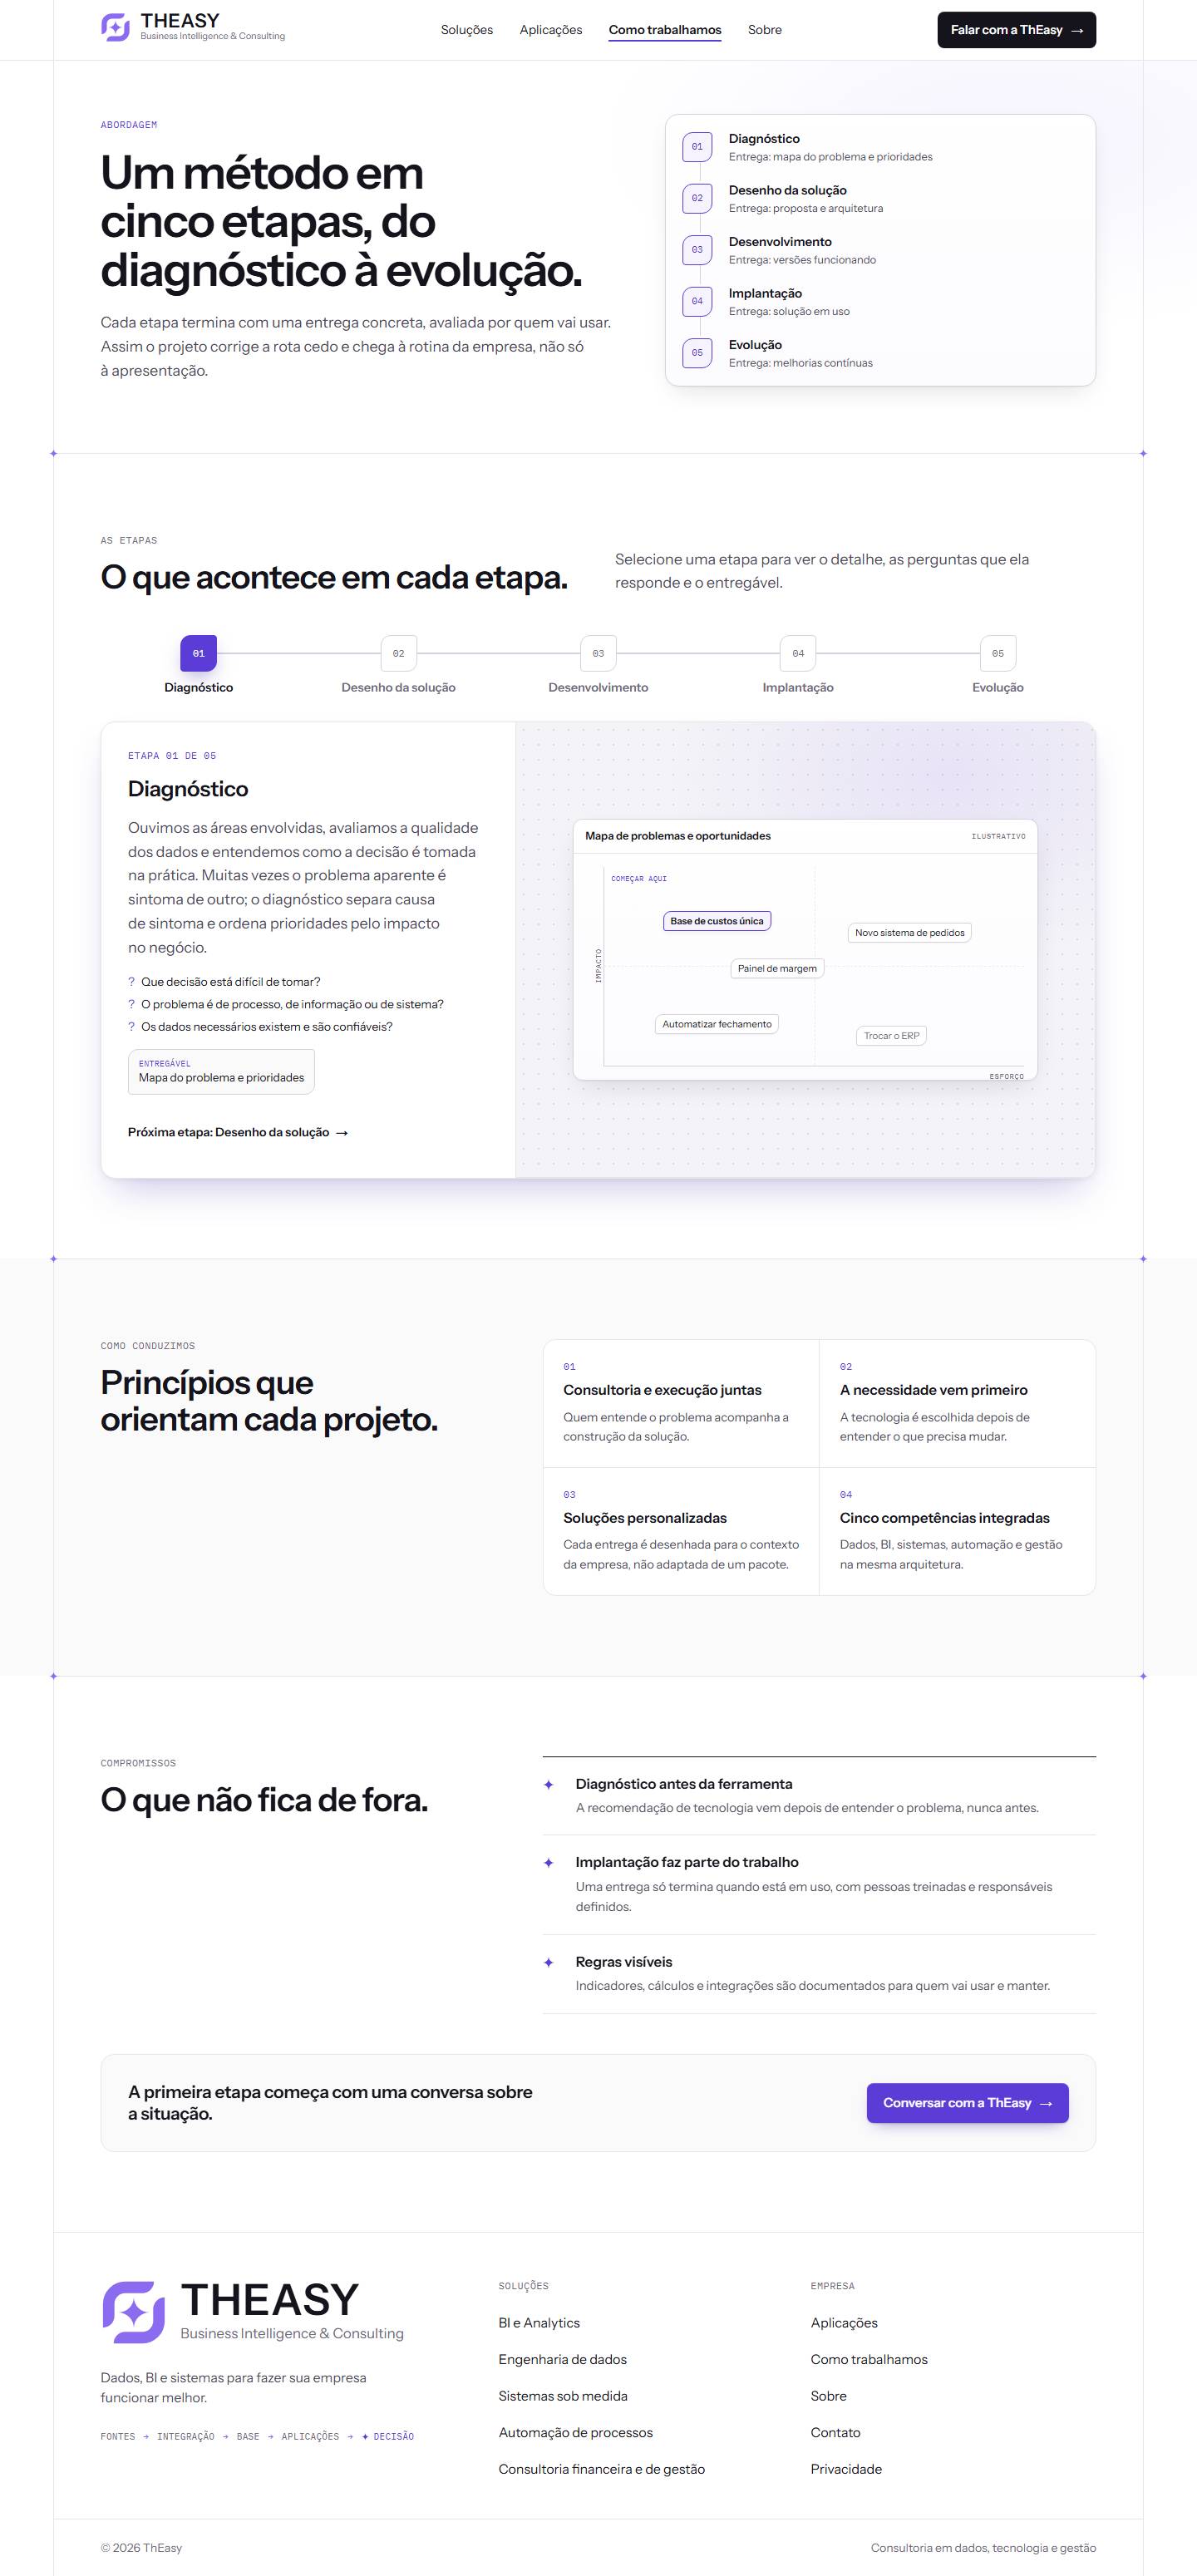 THEASY
Business Intelligence & Consulting
Soluções
Aplicações
Como trabalhamos
Sobre
Falar com a ThEasy →
ABORDAGEM
Um método em
cinco etapas, do
diagnóstico à evolução.
Cada etapa termina com uma entrega concreta, avaliada por quem vai usar.
Assim o projeto corrige a rota cedo e chega à rotina da empresa, não só
à apresentação.
01
Diagnóstico
Entrega: mapa do problema e prioridades
02
Desenho da solução
Entrega: proposta e arquitetura
03
Desenvolvimento
Entrega: versões funcionando
04
Implantação
Entrega: solução em uso
05
Evolução
Entrega: melhorias contínuas
AS ETAPAS
O que acontece em cada etapa.
Selecione uma etapa para ver o detalhe, as perguntas que ela
responde e o entregável.
01
Diagnóstico
02
Desenho da solução
03
Desenvolvimento
04
Implantação
05
Evolução
ETAPA 01 DE 05
Diagnóstico
Ouvimos as áreas envolvidas, avaliamos a qualidade
dos dados e entendemos como a decisão é tomada
na prática. Muitas vezes o problema aparente é
sintoma de outro; o diagnóstico separa causa
de sintoma e ordena prioridades pelo impacto
no negócio.
? Que decisão está difícil de tomar?
? O problema é de processo, de informação ou de sistema?
? Os dados necessários existem e são confiáveis?
ENTREGÁVEL
Mapa do problema e prioridades
Próxima etapa: Desenho da solução →
Mapa de problemas e oportunidades
ILUSTRATIVO
COMEÇAR AQUI
Base de custos única
Novo sistema de pedidos
Painel de margem
IMPACTO
Automatizar fechamento
Trocar o ERP
ESFORÇO
COMO CONDUZIMOS
Princípios que
orientam cada projeto.
01
Consultoria e execução juntas
Quem entende o problema acompanha a
construção da solução.
02
A necessidade vem primeiro
A tecnologia é escolhida depois de
entender o que precisa mudar.
03
Soluções personalizadas
Cada entrega é desenhada para o contexto
da empresa, não adaptada de um pacote.
04
Cinco competências integradas
Dados, BI, sistemas, automação e gestão
na mesma arquitetura.
COMPROMISSOS
O que não fica de fora.
Diagnóstico antes da ferramenta
A recomendação de tecnologia vem depois de entender o problema, nunca antes.
Implantação faz parte do trabalho
Uma entrega só termina quando está em uso, com pessoas treinadas e responsáveis
definidos.
Regras visíveis
Indicadores, cálculos e integrações são documentados para quem vai usar e manter.
A primeira etapa começa com uma conversa sobre
a situação.
Conversar com a ThEasy →
THEASY
Business Intelligence & Consulting
Dados, BI e sistemas para fazer sua empresa
funcionar melhor.
FONTES → INTEGRAÇÃO → BASE → APLICAÇÕES → ✦ DECISÃO
SOLUÇÕES
BI e Analytics
Engenharia de dados
Sistemas sob medida
Automação de processos
Consultoria financeira e de gestão
EMPRESA
Aplicações
Como trabalhamos
Sobre
Contato
Privacidade
© 2026 ThEasy
Consultoria em dados, tecnologia e gestão